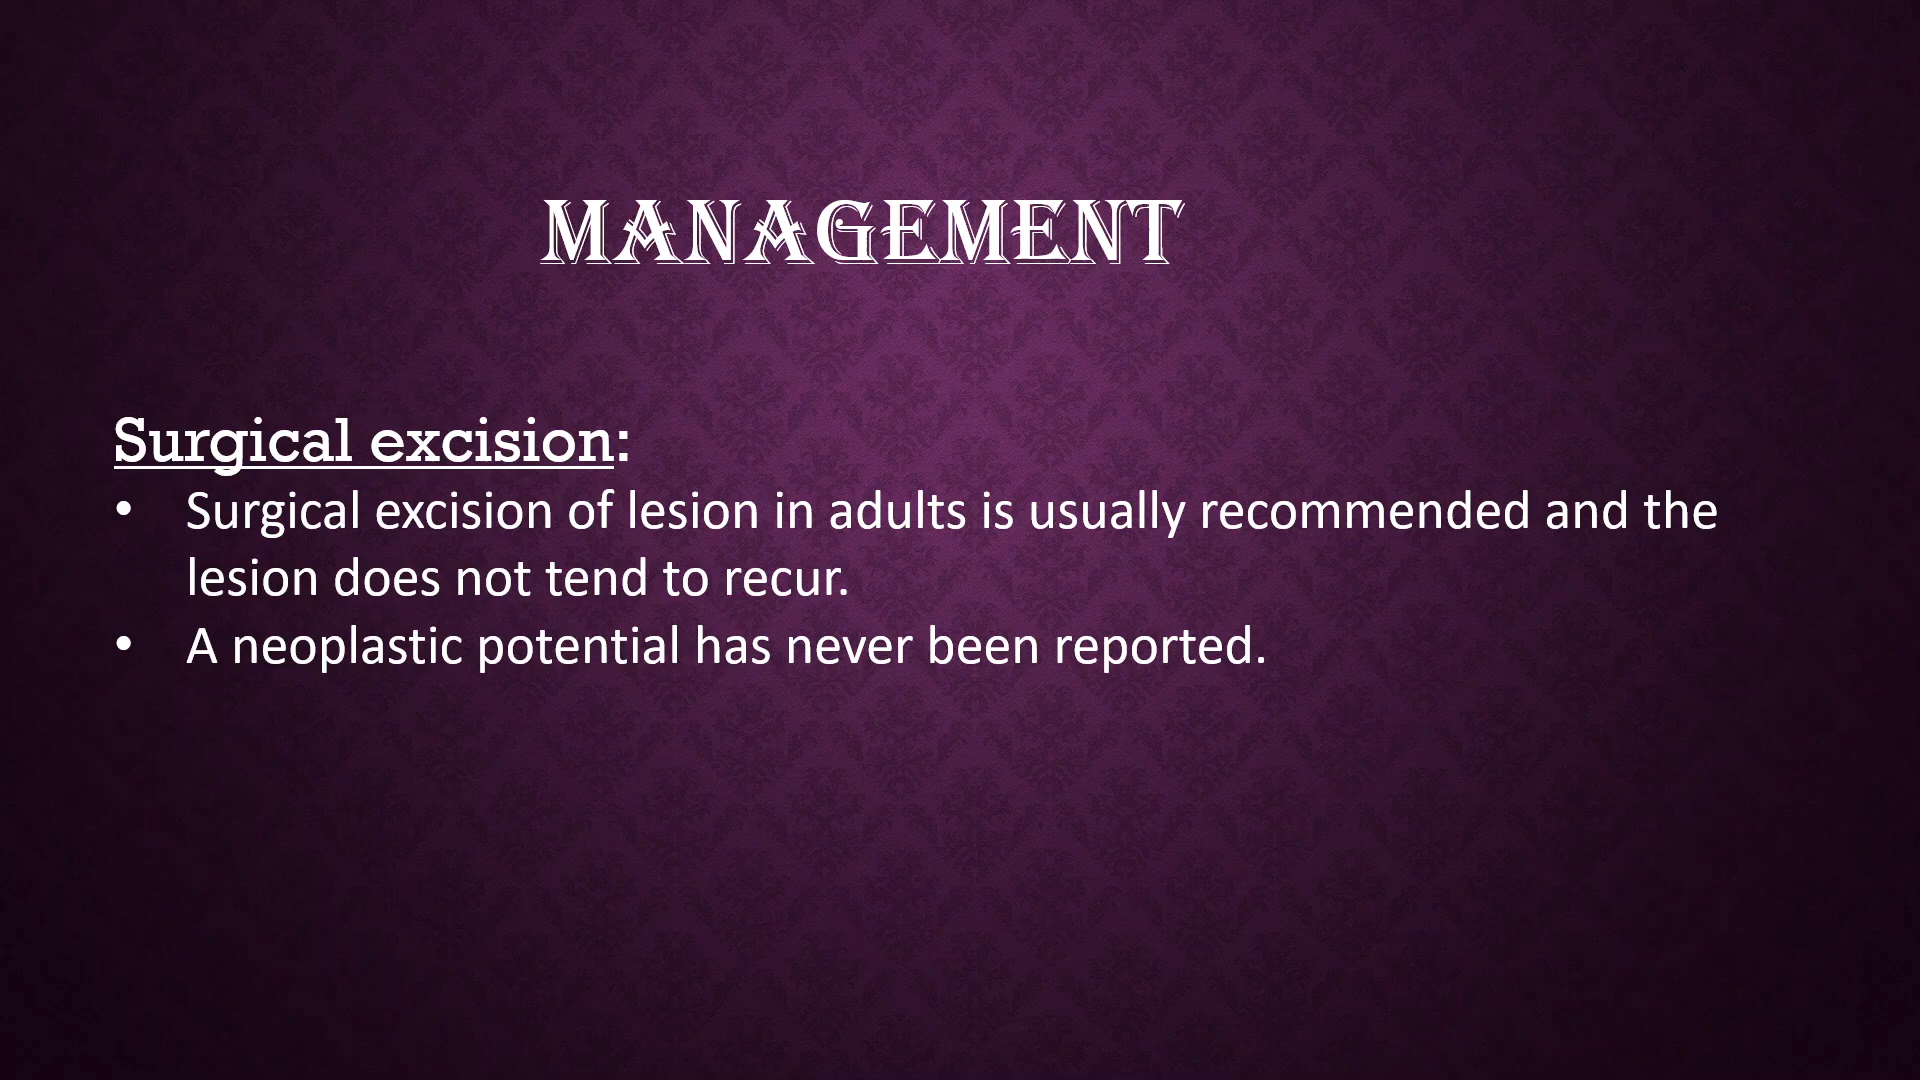 MANAGEMENT
Surgical excision:
• Surgical excision of lesion in adults is usually recommended and the
lesion does not tend to recur.
• A neoplastic potential has never been reported.